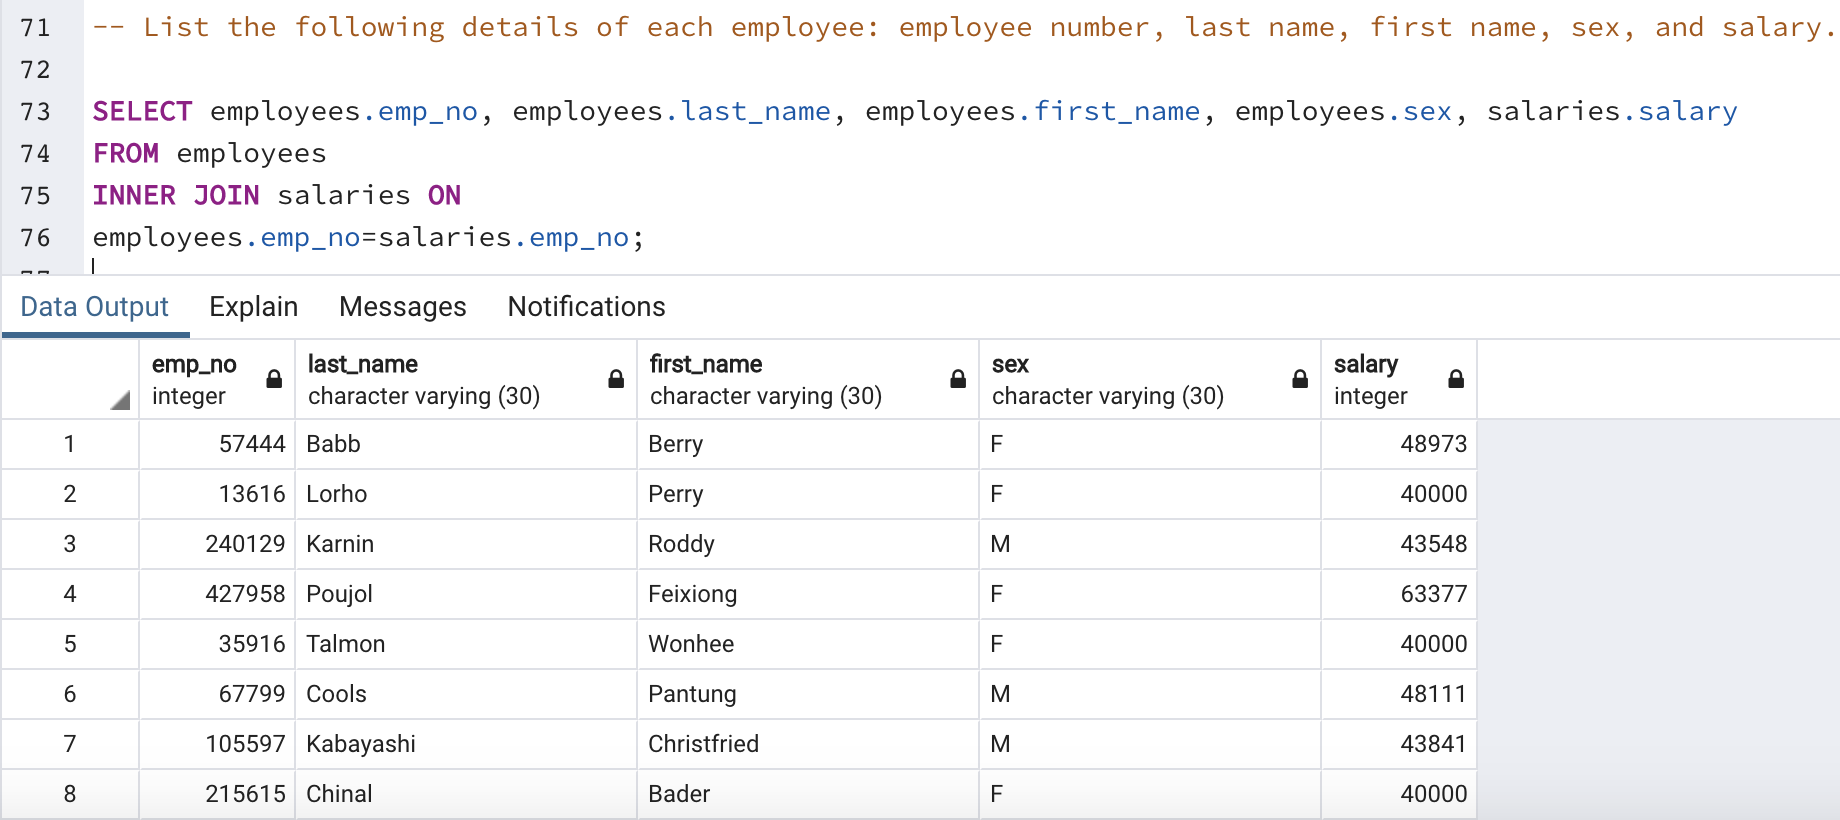 71 -- List the following details of each employee: employee number, last name, first name, sex, and salary.
72
73 SELECT employees.emp_no, employees.last_name, employees.first_name, employees.sex, salaries.salary
74 FROM employees
75 INNER JOIN salaries ON
76 employees.emp_no=salaries.emp_no;
Data Output Explain Messages Notifications
emp_no last_name first_name sex salary
integer character varying (30) character varying (30) character varying (30) integer
1 57444 Babb Berry F 48973
2 13616 Lorho Perry F 40000
3 240129 Karnin Roddy M 43548
4 427958 Poujol Feixiong F 63377
5 35916 Talmon Wonhee F 40000
6 67799 Cools Pantung M 48111
7 105597 Kabayashi Christfried M 43841
8 215615 Chinal Bader F 40000